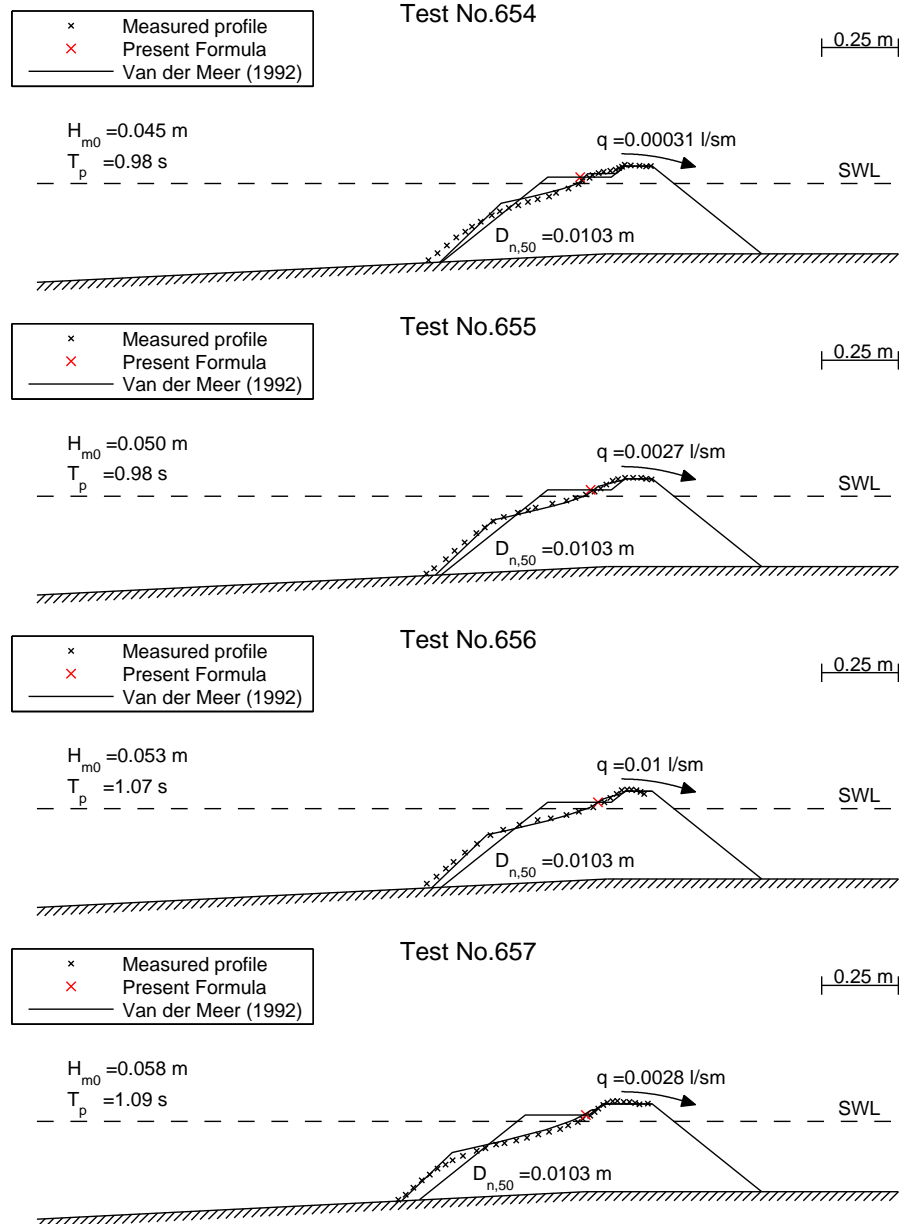 Test No.654
Measured profile
Present Formula
Van der Meer (1992)
0.25 m
H_m0 =0.045 m
T_p =0.98 s
q =0.00031 l/sm
SWL
D_n,50 =0.0103 m
Test No.655
Measured profile
Present Formula
Van der Meer (1992)
0.25 m
H_m0 =0.050 m
T_p =0.98 s
q =0.0027 l/sm
SWL
D_n,50 =0.0103 m
Test No.656
Measured profile
Present Formula
Van der Meer (1992)
0.25 m
H_m0 =0.053 m
T_p =1.07 s
q =0.01 l/sm
SWL
D_n,50 =0.0103 m
Test No.657
Measured profile
Present Formula
Van der Meer (1992)
0.25 m
H_m0 =0.058 m
T_p =1.09 s
q =0.0028 l/sm
SWL
D_n,50 =0.0103 m